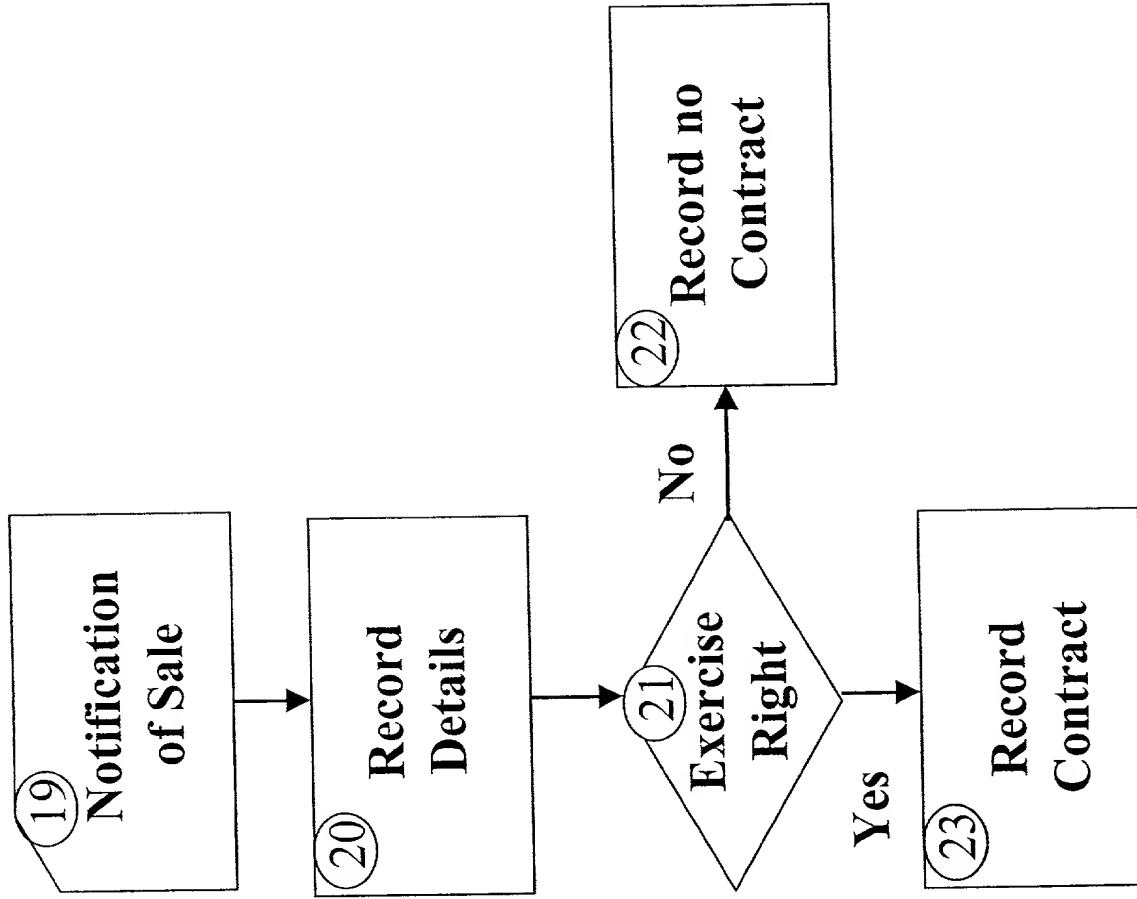 19
Notification
of Sale
20
Record
Details
21
Exercise
Right
No
22
Record no
Contract
Yes
23
Record
Contract